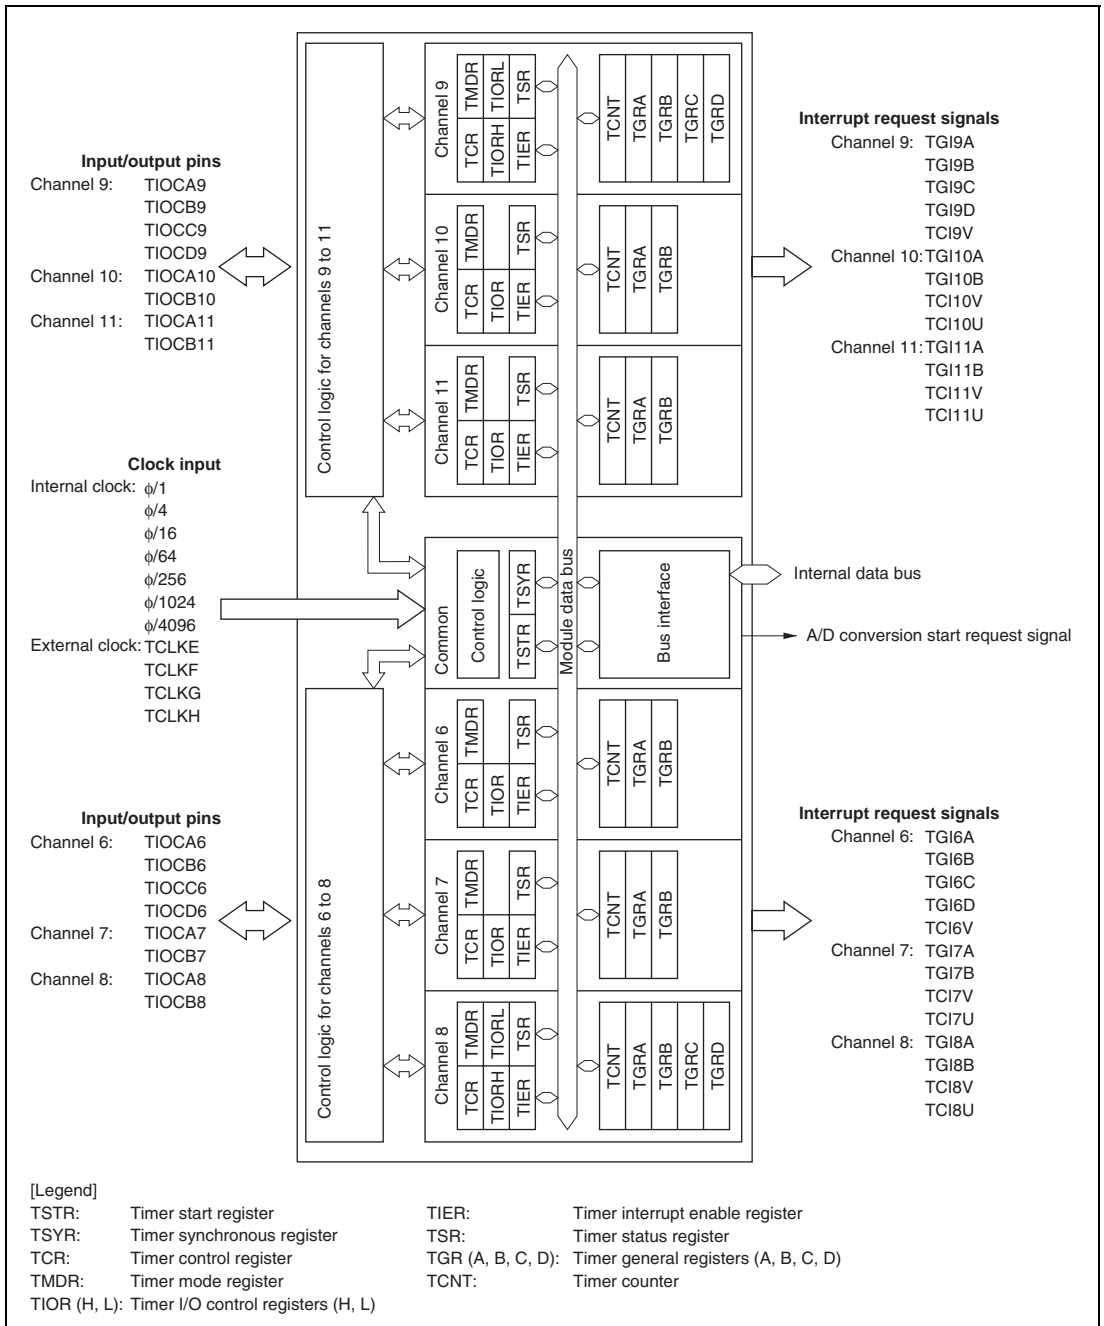 Input/output pins
Channel 9: TIOCA9
TIOCB9
TIOCC9
TIOCD9
Channel 10: TIOCA10
TIOCB10
Channel 11: TIOCA11
TIOCB11
Clock input
Internal clock: ϕ/1
ϕ/4
ϕ/16
ϕ/64
ϕ/256
ϕ/1024
ϕ/4096
External clock: TCLKE
TCLKF
TCLKG
TCLKH
Input/output pins
Channel 6: TIOCA6
TIOCB6
TIOCC6
TIOCD6
Channel 7: TIOCA7
TIOCB7
Channel 8: TIOCA8
TIOCB8
Control logic for channels 9 to 11
Control logic for channels 6 to 8
Channel 9
TCR TMDR
TIORH TIORL
TIER TSR
TCNT
TGRA
TGRB
TGRC
TGRD
Channel 10
TCR TMDR
TIOR
TIER TSR
TCNT
TGRA
TGRB
Channel 11
TCR TMDR
TIOR
TIER TSR
TCNT
TGRA
TGRB
Common
Control logic
TSTR TSYR
Module data bus
Bus interface
Channel 6
TCR TMDR
TIOR
TIER TSR
TCNT
TGRA
TGRB
Channel 7
TCR TMDR
TIOR
TIER TSR
TCNT
TGRA
TGRB
Channel 8
TCR TMDR
TIORH TIORL
TIER TSR
TCNT
TGRA
TGRB
TGRC
TGRD
Interrupt request signals
Channel 9: TGI9A
TGI9B
TGI9C
TGI9D
TCI9V
Channel 10: TGI10A
TGI10B
TCI10V
TCI10U
Channel 11: TGI11A
TGI11B
TCI11V
TCI11U
Internal data bus
A/D conversion start request signal
Interrupt request signals
Channel 6: TGI6A
TGI6B
TGI6C
TGI6D
TCI6V
Channel 7: TGI7A
TGI7B
TCI7V
TCI7U
Channel 8: TGI8A
TGI8B
TCI8V
TCI8U
[Legend]
TSTR: Timer start register
TSYR: Timer synchronous register
TCR: Timer control register
TMDR: Timer mode register
TIOR (H, L): Timer I/O control registers (H, L)
TIER: Timer interrupt enable register
TSR: Timer status register
TGR (A, B, C, D): Timer general registers (A, B, C, D)
TCNT: Timer counter